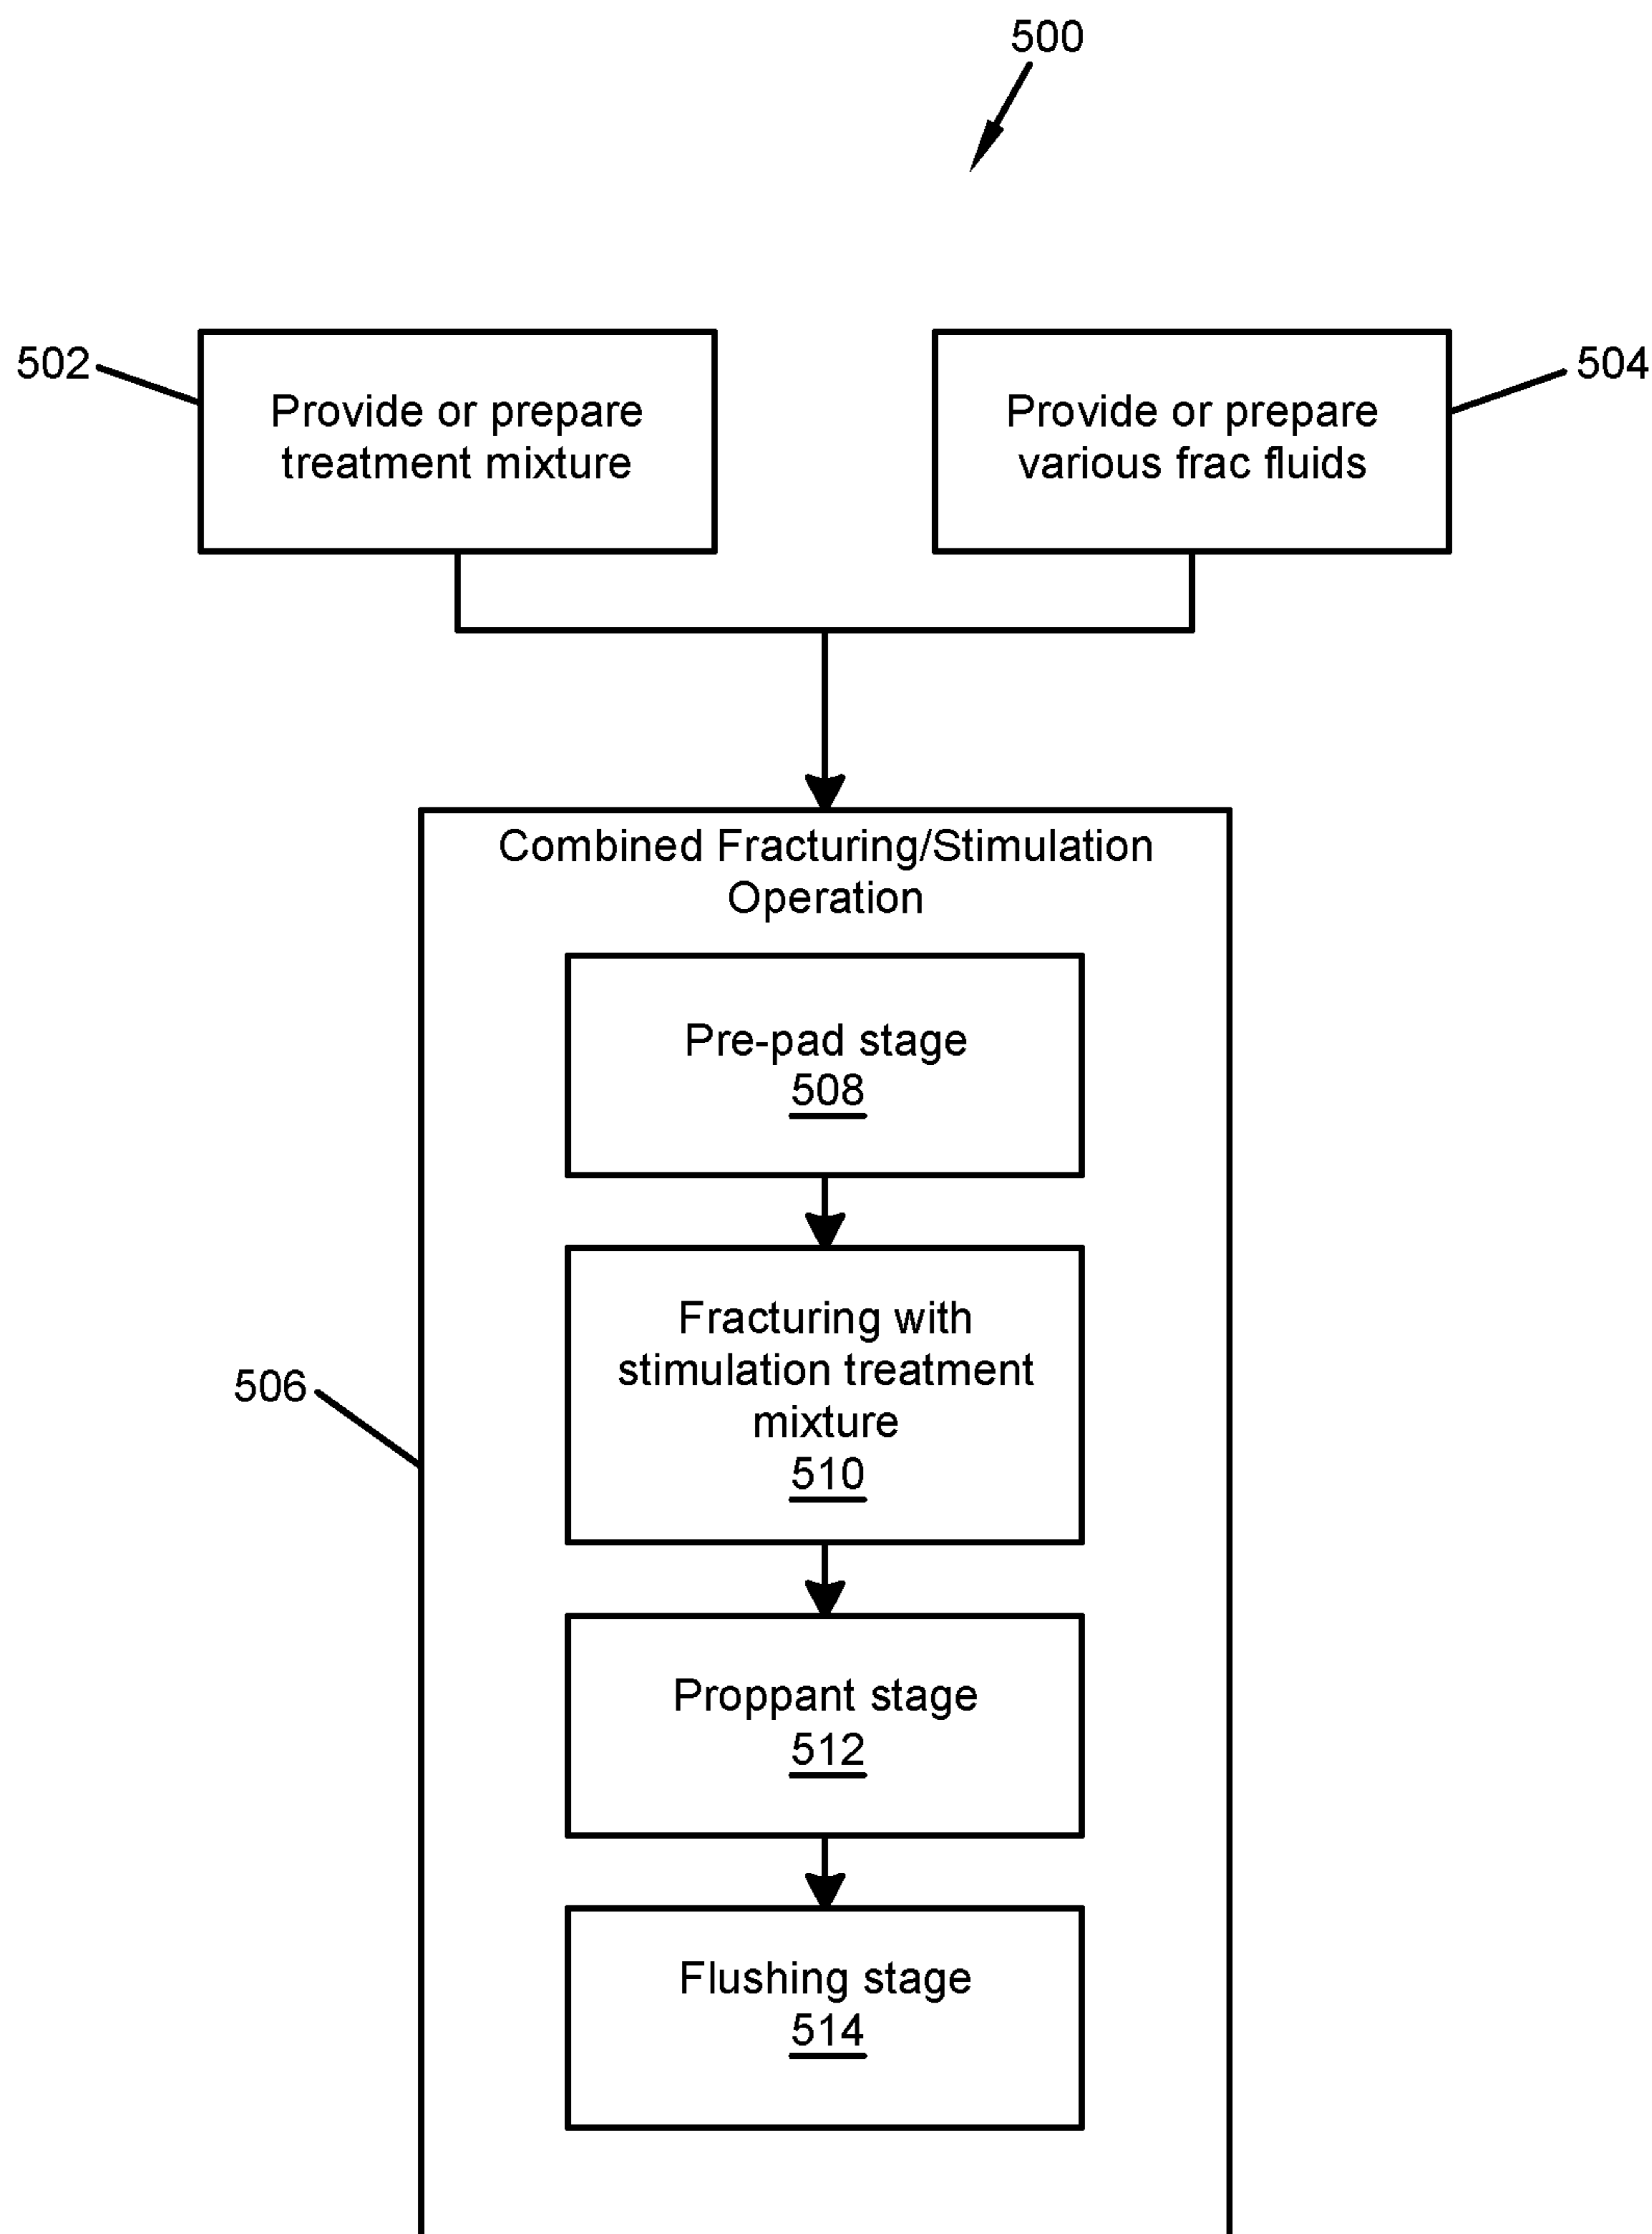 500
502
Provide or prepare
treatment mixture
Provide or prepare
various frac fluids
504
Combined Fracturing/Stimulation
Operation
Pre-pad stage
508
Fracturing with
stimulation treatment
mixture
510
506
Proppant stage
512
Flushing stage
514